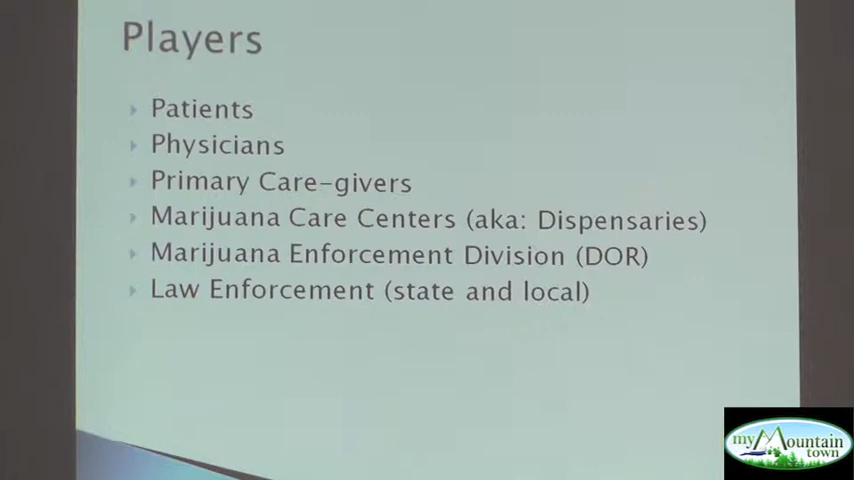 Players
Patients
Physicians
Primary Care-givers
Marijuana Care Centers (aka: Dispensaries)
Marijuana Enforcement Division (DOR)
Law Enforcement (state and local)
my Mountain
town